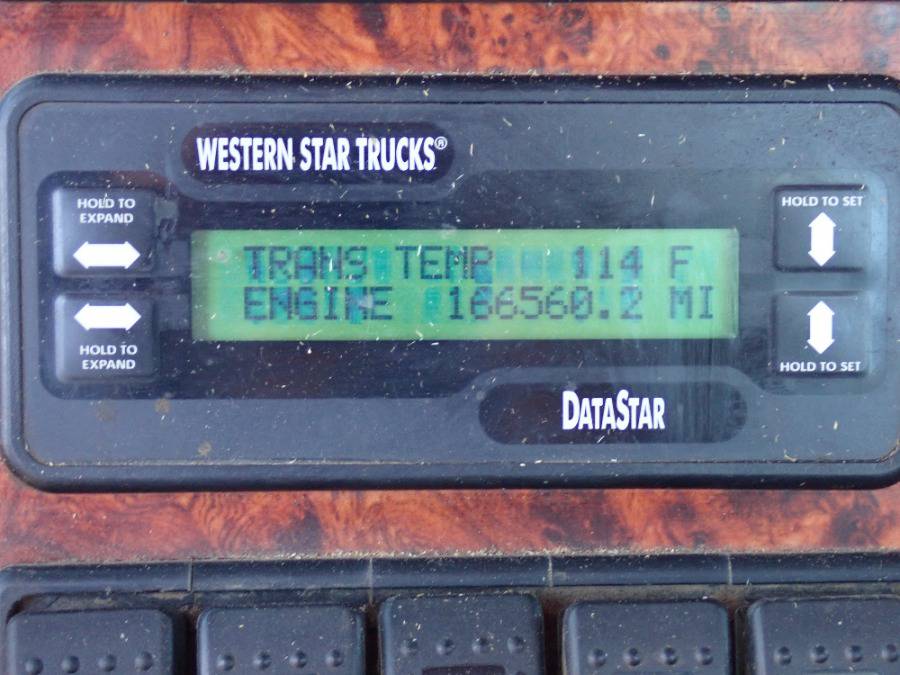 WESTERN STAR TRUCKS®
HOLD TO
EXPAND
HOLD TO SET
TRANS TEMP 114 F
ENGINE 166560.2 MI
HOLD TO
EXPAND
HOLD TO SET
DATASTAR